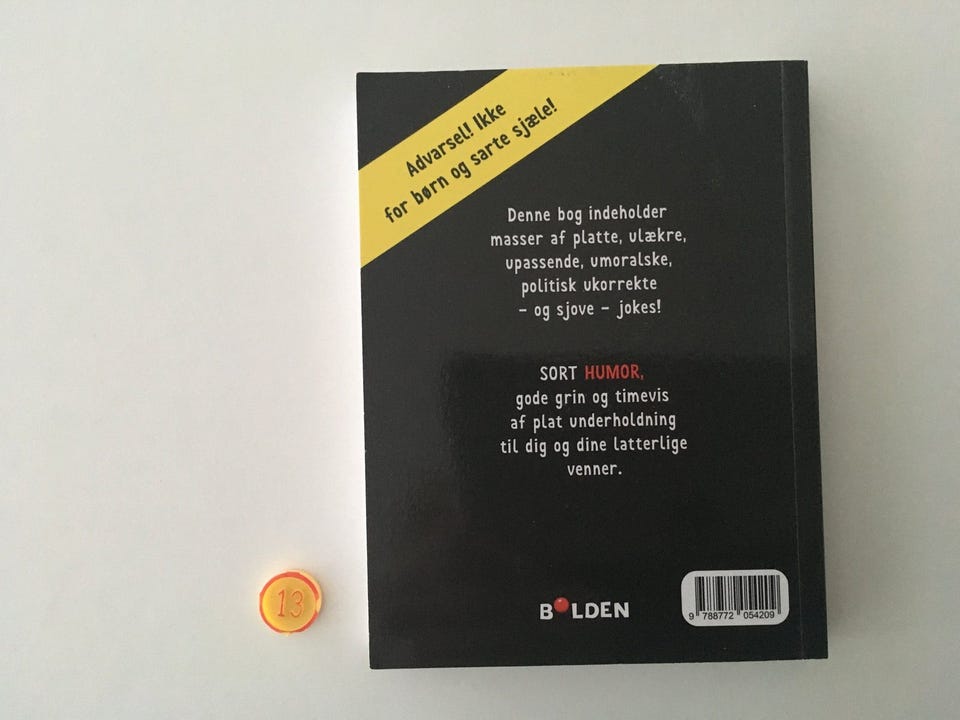 Advarsel! Ikke
for børn og sarte sjæle!
Denne bog indeholder
masser af platte, ulækre,
upassende, umoralske,
politisk ukorrekte
– og sjove – jokes!
SORT HUMOR,
gode grin og timevis
af plat underholdning
til dig og dine latterlige
venner.
13
BOLDEN
9 788772 054209